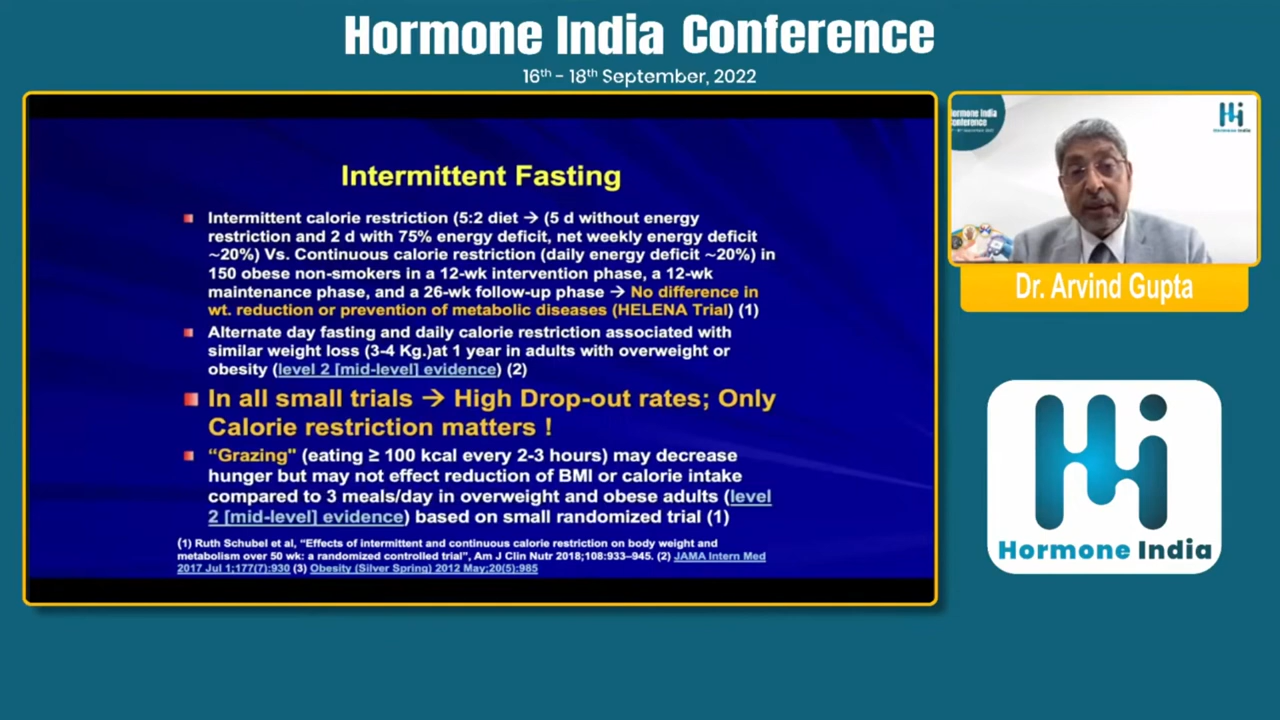 Hormone India Conference
16th - 18th September, 2022
Intermittent Fasting
Intermittent calorie restriction (5:2 diet → (5 d without energy
restriction and 2 d with 75% energy deficit, net weekly energy deficit
~20%) Vs. Continuous calorie restriction (daily energy deficit ~20%) in
150 obese non-smokers in a 12-wk intervention phase, a 12-wk
maintenance phase, and a 26-wk follow-up phase → No difference in
wt. reduction or prevention of metabolic diseases (HELENA Trial) (1)
Alternate day fasting and daily calorie restriction associated with
similar weight loss (3-4 Kg.)at 1 year in adults with overweight or
obesity (level 2 [mid-level] evidence) (2)
In all small trials → High Drop-out rates; Only
Calorie restriction matters !
“Grazing" (eating ≥ 100 kcal every 2-3 hours) may decrease
hunger but may not effect reduction of BMI or calorie intake
compared to 3 meals/day in overweight and obese adults (level
2 [mid-level] evidence) based on small randomized trial (1)
(1) Ruth Schubel et al, “Effects of intermittent and continuous calorie restriction on body weight and
metabolism over 50 wk: a randomized controlled trial”, Am J Clin Nutr 2018;108:933–945. (2) JAMA Intern Med
2017 Jul 1;177(7):930 (3) Obesity (Silver Spring) 2012 May;20(5):985
Hormone India
Dr. Arvind Gupta
Hormone India